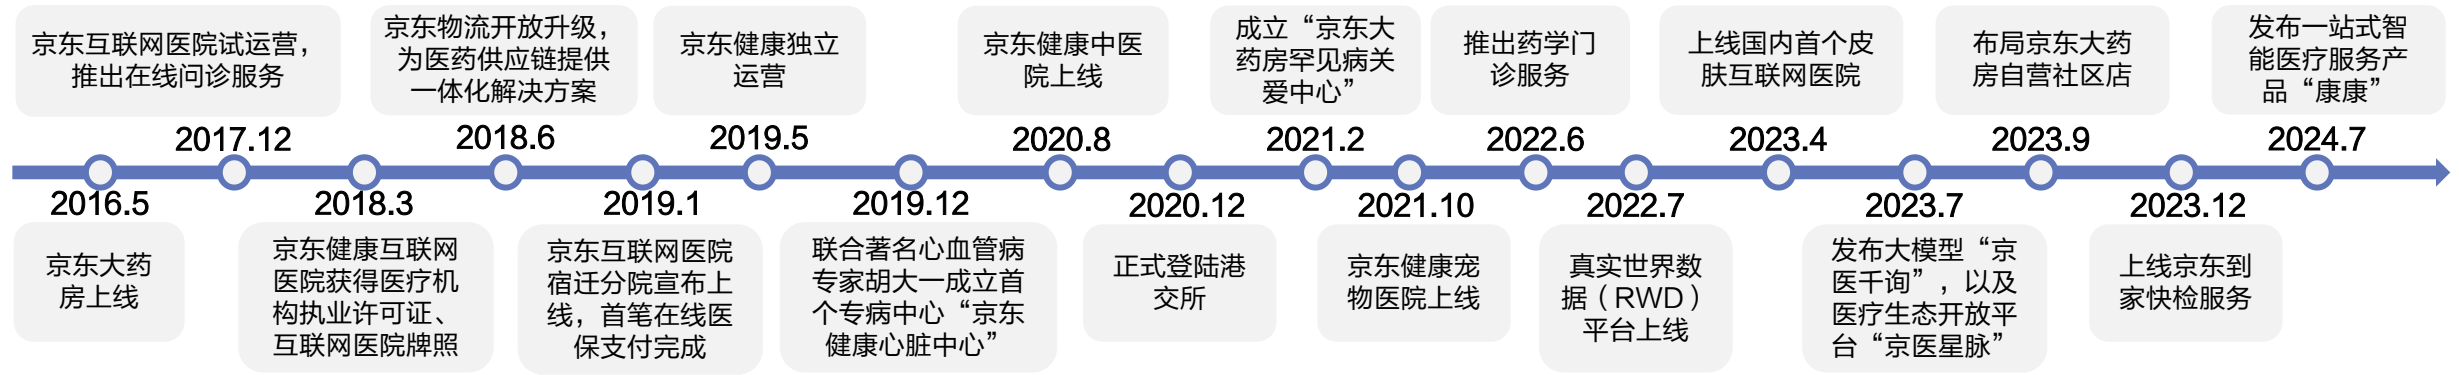 京东互联网医院试运营，
推出在线问诊服务
2017.12
京东物流开放升级，
为医药供应链提供
一体化解决方案
2018.6
京东健康独立
运营
2019.5
京东健康中医
院上线
2020.8
成立“京东大
药房罕见病关
爱中心”
2021.2
推出药学门
诊服务
2022.6
上线国内首个皮
肤互联网医院
2023.4
布局京东大药
房自营社区店
2023.9
发布一站式智
能医疗服务产
品“康康”
2024.7
2016.5
京东大药
房上线
2018.3
京东健康互联网
医院获得医疗机
构执业许可证、
互联网医院牌照
2019.1
京东互联网医院
宿迁分院宣布上
线，首笔在线医
保支付完成
2019.12
联合著名心血管病
专家胡大一成立首
个专病中心“京东
健康心脏中心”
2020.12
正式登陆港
交所
2021.10
京东健康宠
物医院上线
2022.7
真实世界数
据（RWD）
平台上线
2023.7
发布大模型“京
医千询”，以及
医疗生态开放平
台“京医星脉”
2023.12
上线京东到
家快检服务